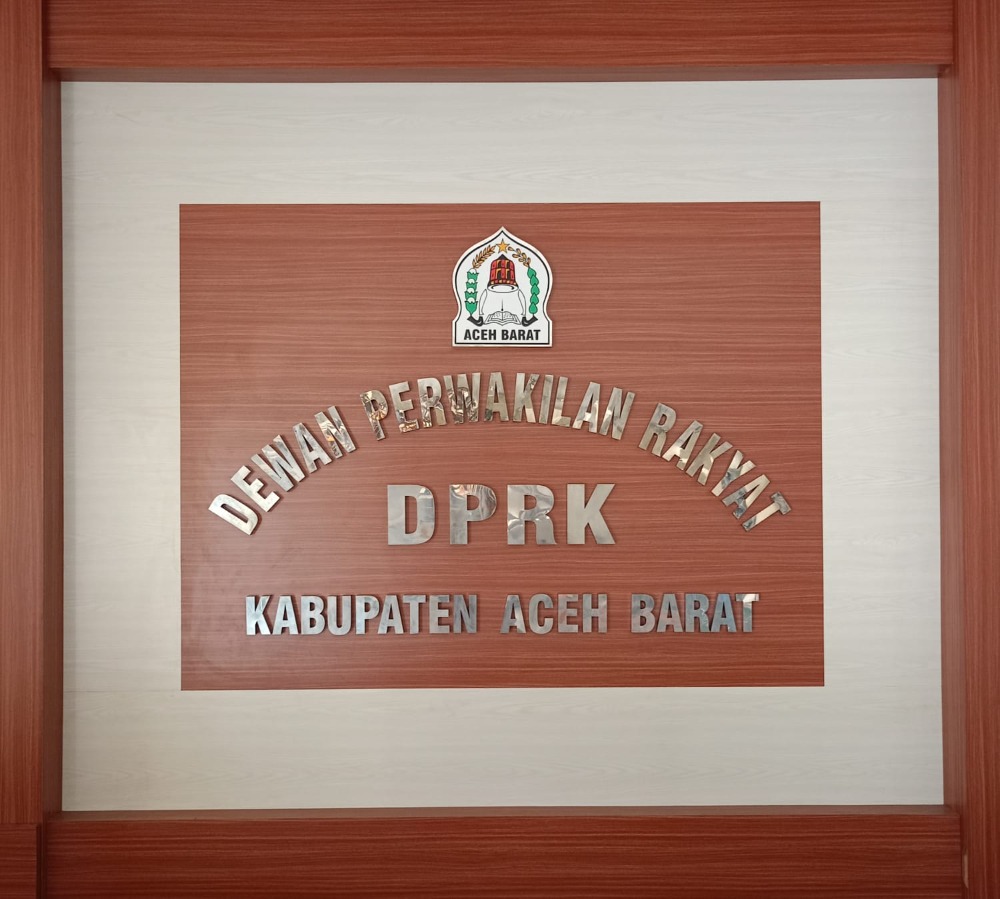 ACEH BARAT
DEWAN PERWAKILAN RAKYAT
DPRK
KABUPATEN ACEH BARAT